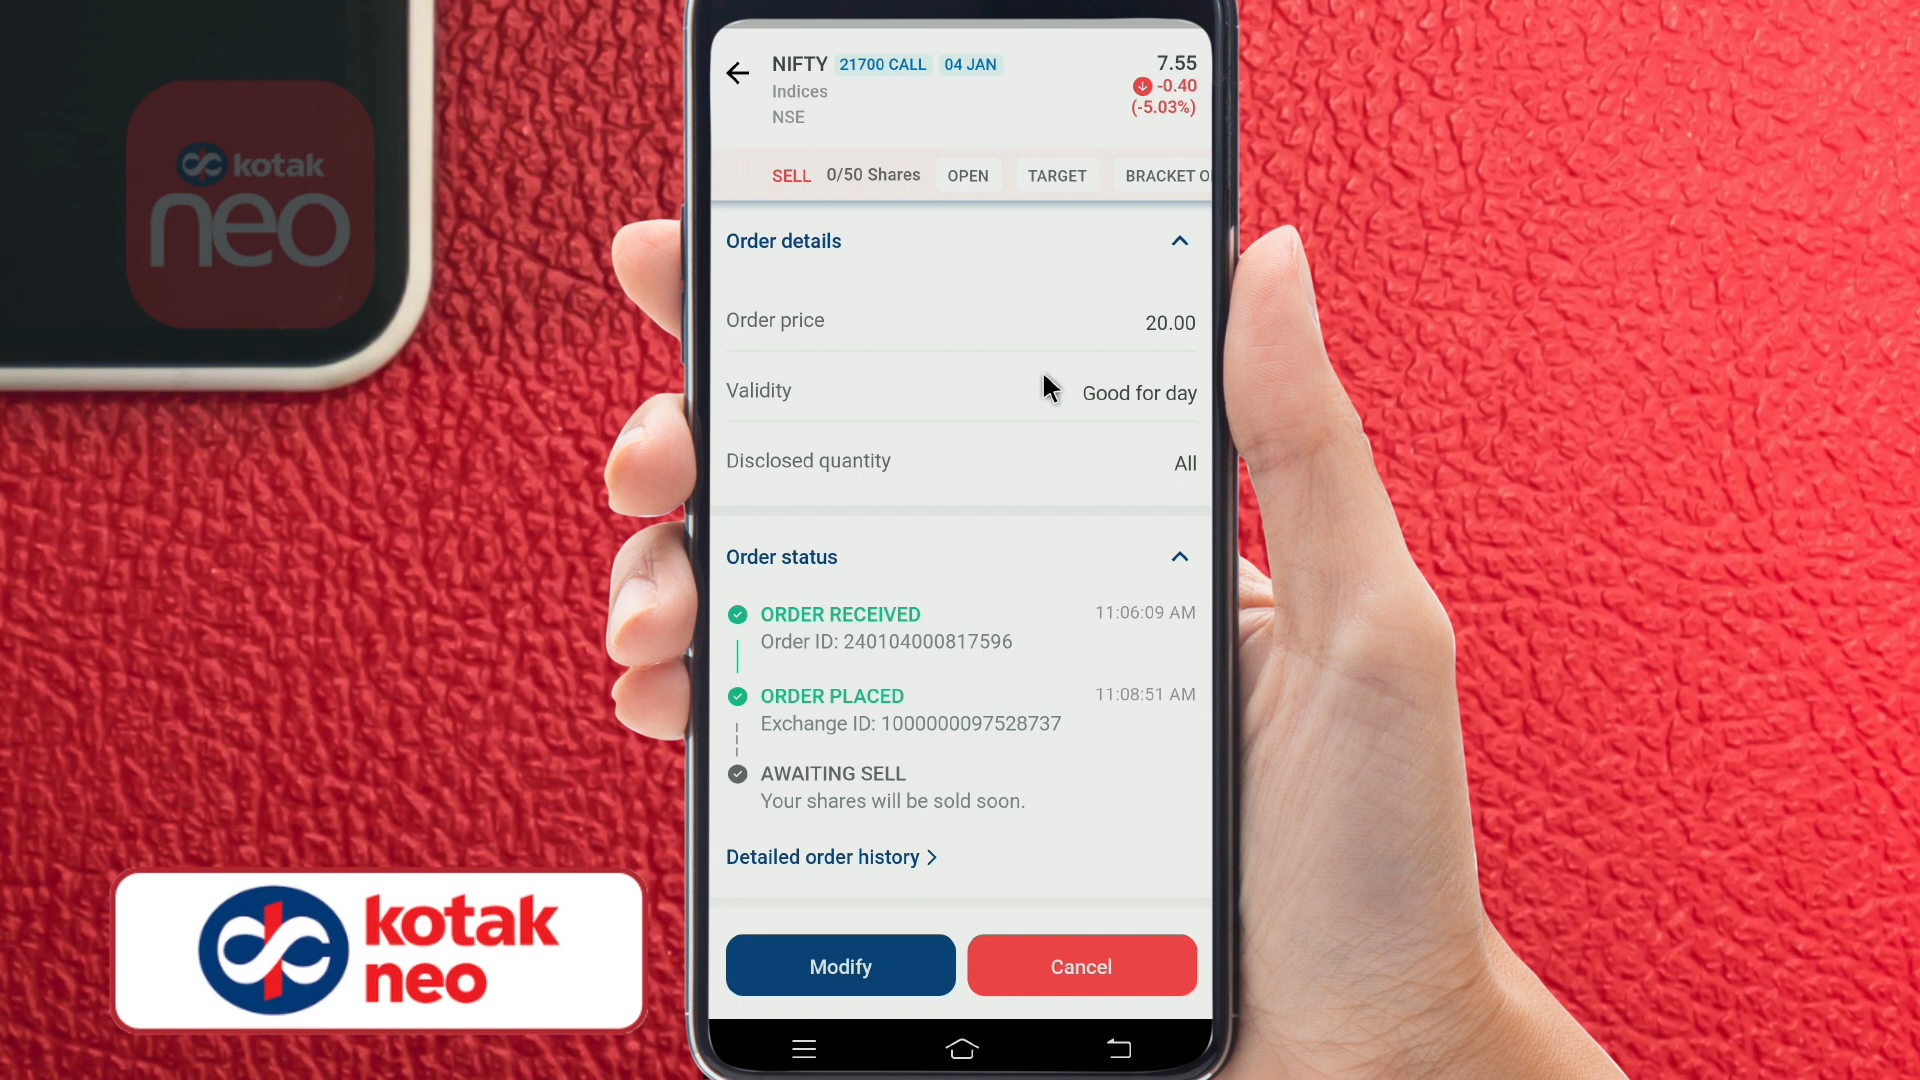 kotak
neo
NIFTY 21700 CALL 04 JAN 7.55
Indices -0.40
NSE (-5.03%)
SELL 0/50 Shares OPEN TARGET BRACKET O
Order details
Order price 20.00
Validity Good for day
Disclosed quantity All
Order status
ORDER RECEIVED 11:06:09 AM
Order ID: 240104000817596
ORDER PLACED 11:08:51 AM
Exchange ID: 1000000097528737
AWAITING SELL
Your shares will be sold soon.
Detailed order history >
Modify Cancel
kotak
neo